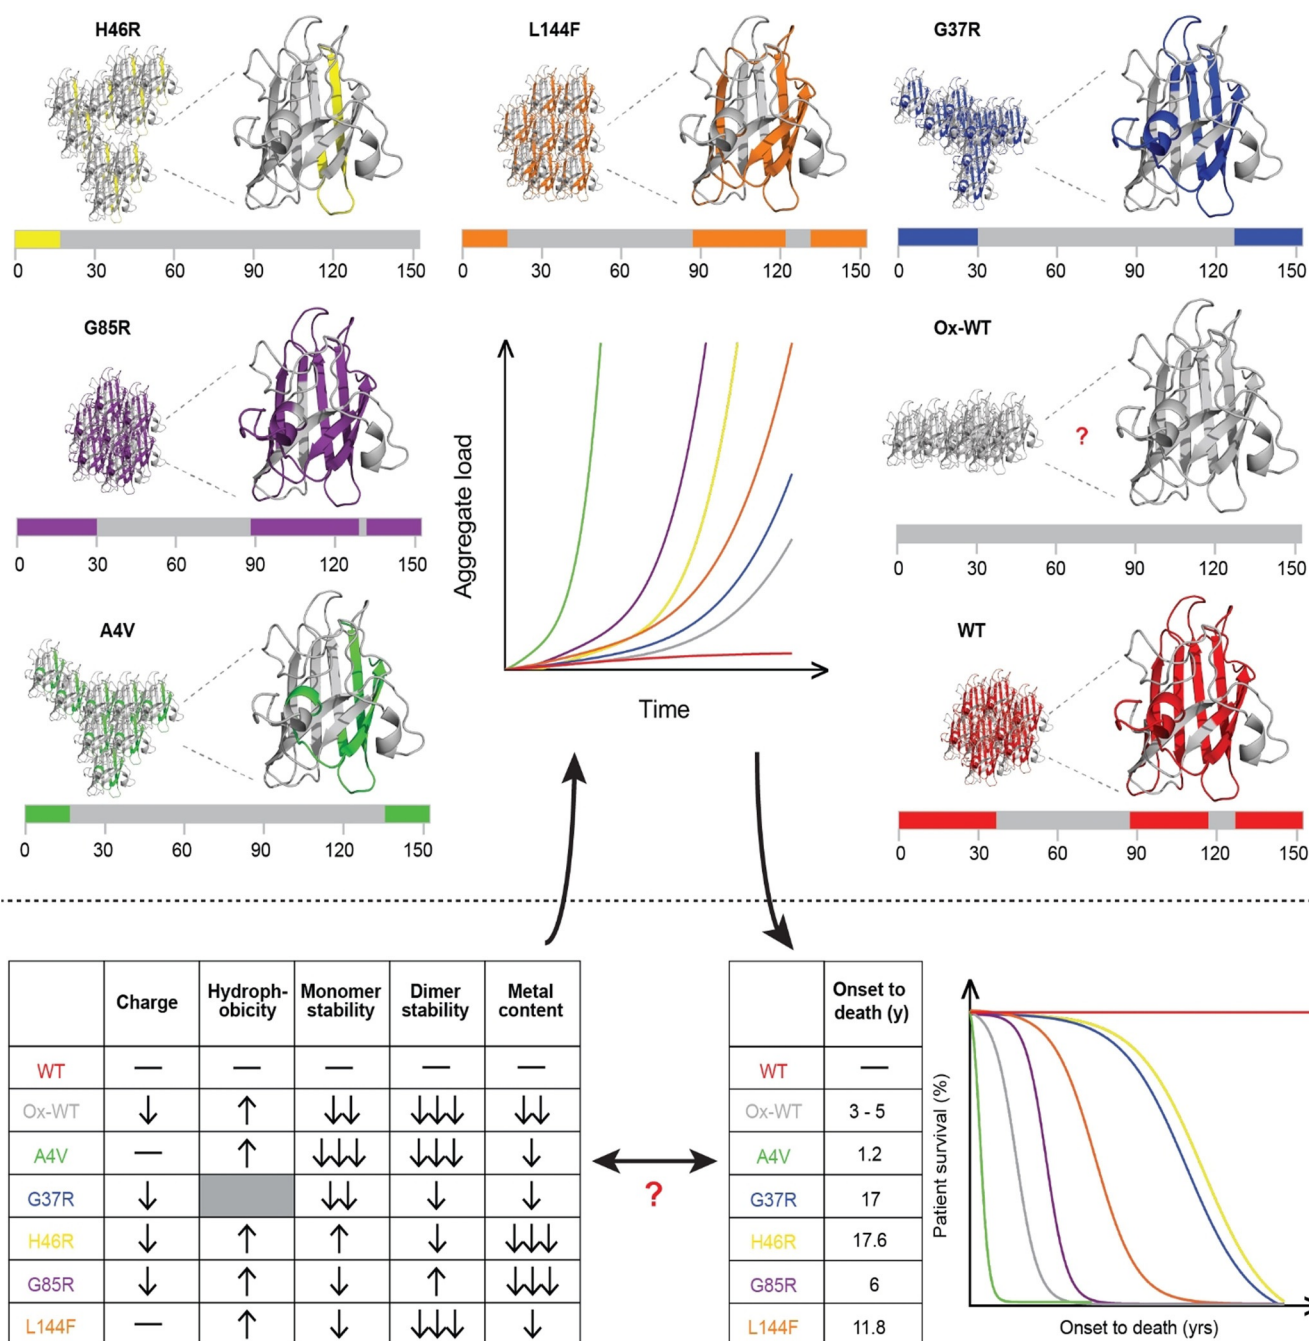 H46R
L144F
G37R
0 30 60 90 120 150
0 30 60 90 120 150
0 30 60 90 120 150
G85R
Ox-WT
?
0 30 60 90 120 150
0 30 60 90 120 150
Aggregate load
Time
A4V
WT
0 30 60 90 120 150
0 30 60 90 120 150
Charge
Hydroph-
obicity
Monomer
stability
Dimer
stability
Metal
content
WT — — — — —
Ox-WT ↓ ↑ ↓↓ ↓↓↓ ↓↓
A4V — ↑ ↓↓↓ ↓↓↓ ↓
G37R ↓ ↓↓ ↓ ↓
H46R ↓ ↑ ↑ ↓ ↓↓↓
G85R ↓ ↑ ↓ ↑ ↓↓↓
L144F — ↑ ↓ ↓↓↓ ↓
?
Onset to
death (y)
WT —
Ox-WT 3 - 5
A4V 1.2
G37R 17
H46R 17.6
G85R 6
L144F 11.8
Patient survival (%)
Onset to death (yrs)